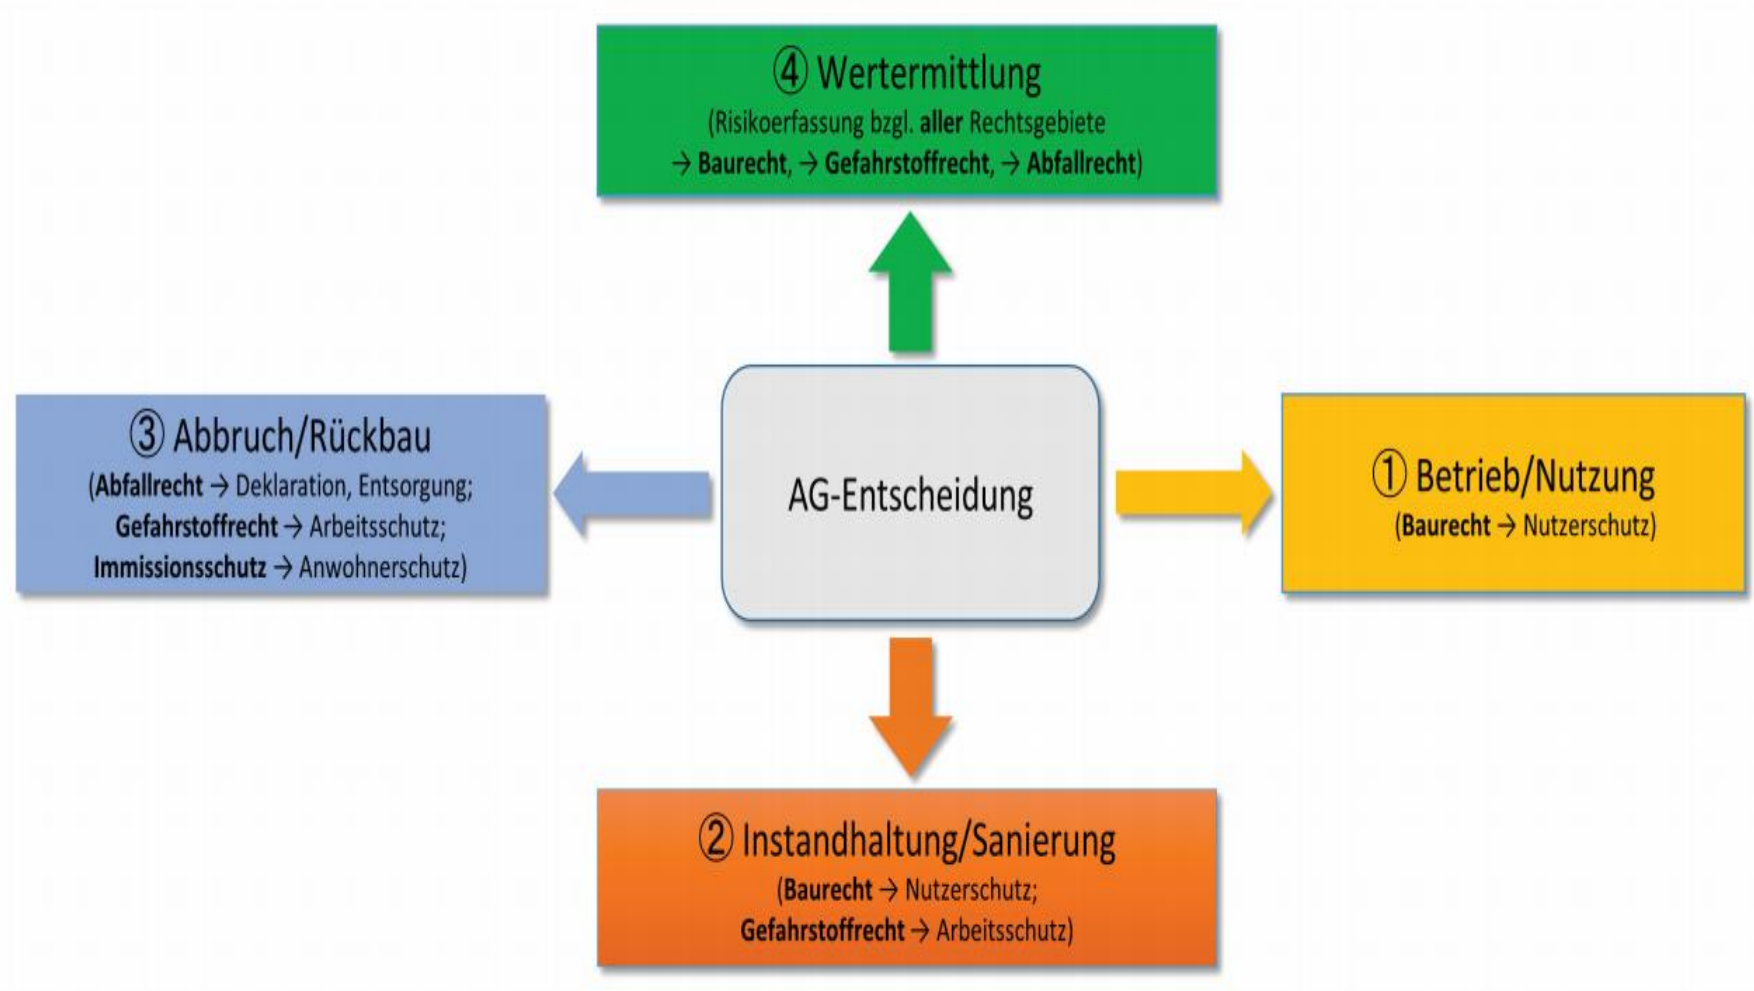 ④ Wertermittlung
(Risikoerfassung bzgl. aller Rechtsgebiete
→ Baurecht, → Gefahrstoffrecht, → Abfallrecht)
③ Abbruch/Rückbau
(Abfallrecht → Deklaration, Entsorgung;
Gefahrstoffrecht → Arbeitsschutz;
Immissionsschutz → Anwohnerschutz)
AG-Entscheidung
① Betrieb/Nutzung
(Baurecht → Nutzerschutz)
② Instandhaltung/Sanierung
(Baurecht → Nutzerschutz;
Gefahrstoffrecht → Arbeitsschutz)